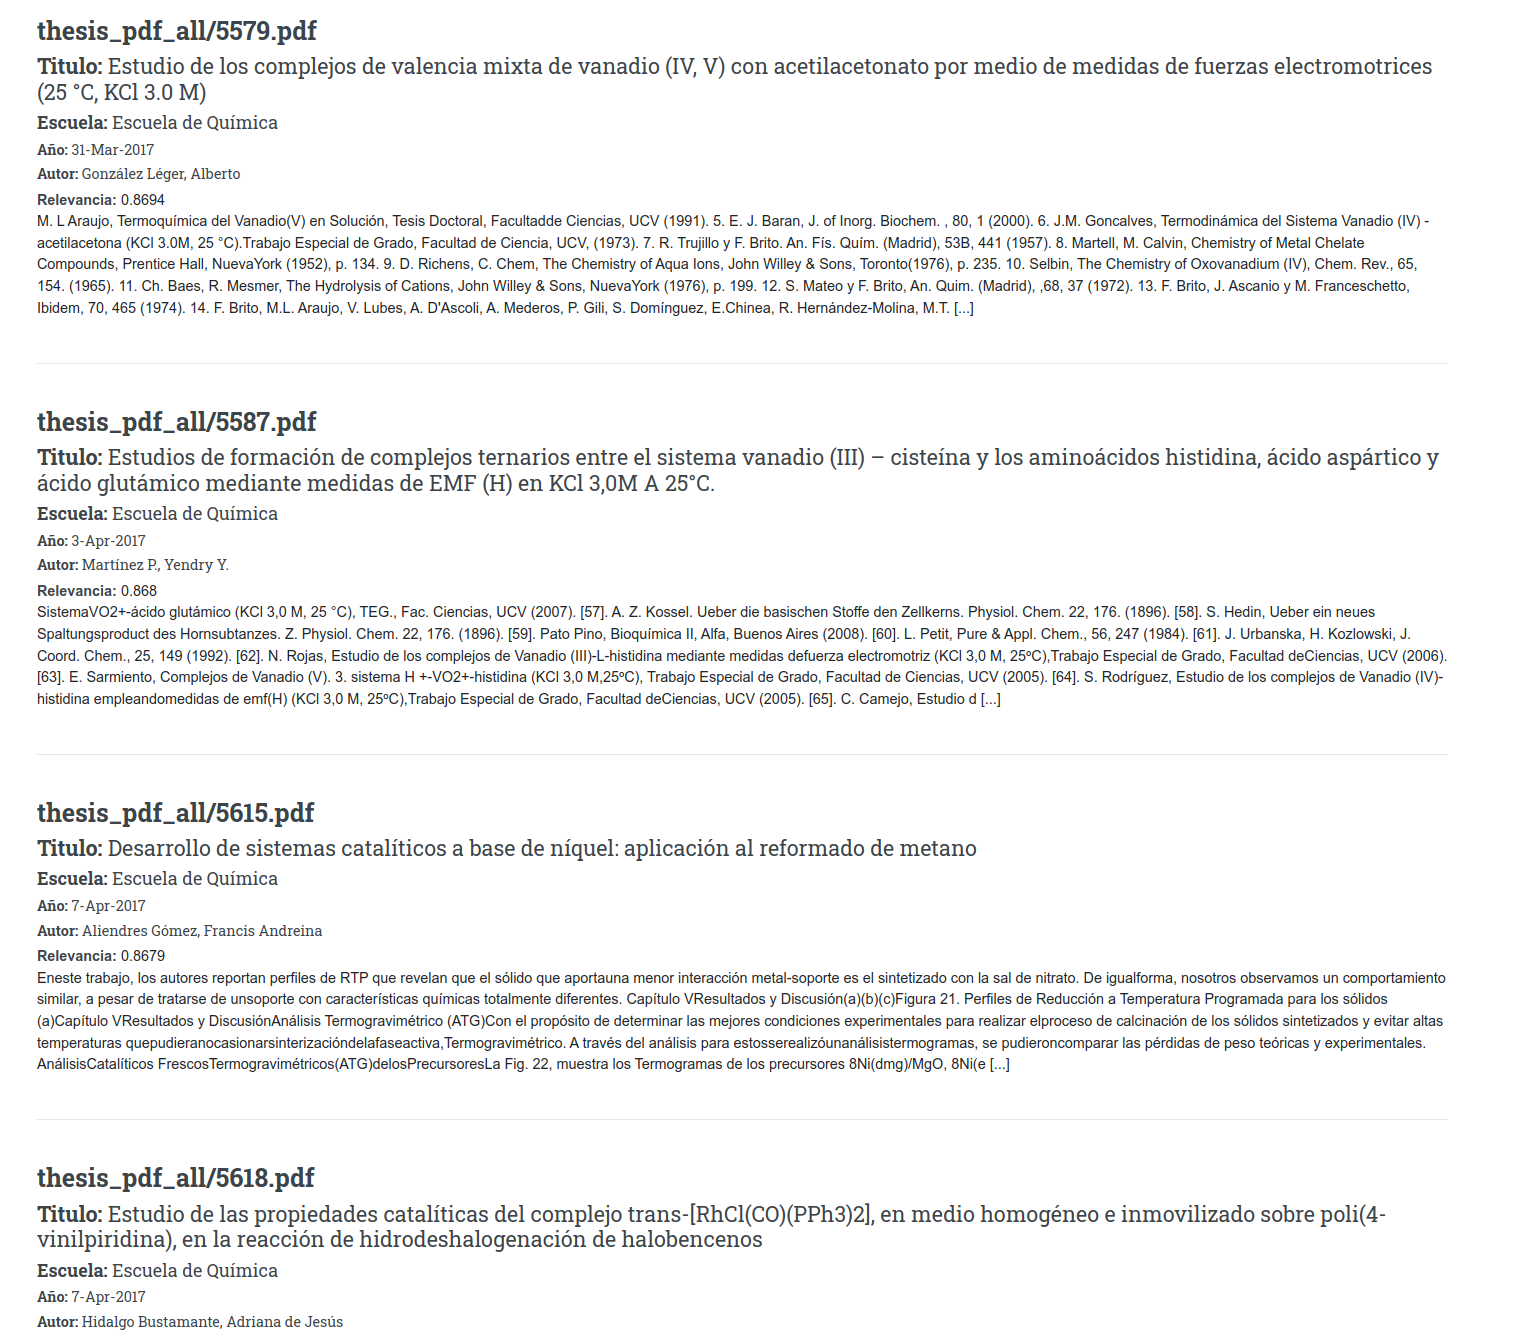 thesis_pdf_all/5579.pdf
Titulo: Estudio de los complejos de valencia mixta de vanadio (IV, V) con acetilacetonato por medio de medidas de fuerzas electromotrices
(25 °C, KCl 3.0 M)
Escuela: Escuela de Química
Año: 31-Mar-2017
Autor: González Léger, Alberto
Relevancia: 0.8694
M. L Araujo, Termoquímica del Vanadio(V) en Solución, Tesis Doctoral, Facultadde Ciencias, UCV (1991). 5. E. J. Baran, J. of Inorg. Biochem. , 80, 1 (2000). 6. J.M. Goncalves, Termodinámica del Sistema Vanadio (IV) -
acetilacetona (KCl 3.0M, 25 °C).Trabajo Especial de Grado, Facultad de Ciencia, UCV, (1973). 7. R. Trujillo y F. Brito. An. Fís. Quím. (Madrid), 53B, 441 (1957). 8. Martell, M. Calvin, Chemistry of Metal Chelate
Compounds, Prentice Hall, NuevaYork (1952), p. 134. 9. D. Richens, C. Chem, The Chemistry of Aqua Ions, John Willey & Sons, Toronto(1976), p. 235. 10. Selbin, The Chemistry of Oxovanadium (IV), Chem. Rev., 65,
154. (1965). 11. Ch. Baes, R. Mesmer, The Hydrolysis of Cations, John Willey & Sons, NuevaYork (1976), p. 199. 12. S. Mateo y F. Brito, An. Quim. (Madrid), ,68, 37 (1972). 13. F. Brito, J. Ascanio y M. Franceschetto,
Ibidem, 70, 465 (1974). 14. F. Brito, M.L. Araujo, V. Lubes, A. D'Ascoli, A. Mederos, P. Gili, S. Domínguez, E.Chinea, R. Hernández-Molina, M.T. [...]
thesis_pdf_all/5587.pdf
Titulo: Estudios de formación de complejos ternarios entre el sistema vanadio (III) – cisteína y los aminoácidos histidina, ácido aspártico y
ácido glutámico mediante medidas de EMF (H) en KCl 3,0M A 25°C.
Escuela: Escuela de Química
Año: 3-Apr-2017
Autor: Martínez P., Yendry Y.
Relevancia: 0.868
SistemaVO2+-ácido glutámico (KCl 3,0 M, 25 °C), TEG., Fac. Ciencias, UCV (2007). [57]. A. Z. Kossel. Ueber die basischen Stoffe den Zellkerns. Physiol. Chem. 22, 176. (1896). [58]. S. Hedin, Ueber ein neues
Spaltungsproduct des Hornsubtanzes. Z. Physiol. Chem. 22, 176. (1896). [59]. Pato Pino, Bioquímica II, Alfa, Buenos Aires (2008). [60]. L. Petit, Pure & Appl. Chem., 56, 247 (1984). [61]. J. Urbanska, H. Kozlowski, J.
Coord. Chem., 25, 149 (1992). [62]. N. Rojas, Estudio de los complejos de Vanadio (III)-L-histidina mediante medidas defuerza electromotriz (KCl 3,0 M, 25ºC),Trabajo Especial de Grado, Facultad deCiencias, UCV (2006).
[63]. E. Sarmiento, Complejos de Vanadio (V). 3. sistema H +-VO2+-histidina (KCl 3,0 M,25ºC), Trabajo Especial de Grado, Facultad de Ciencias, UCV (2005). [64]. S. Rodríguez, Estudio de los complejos de Vanadio (IV)-
histidina empleandomedidas de emf(H) (KCl 3,0 M, 25ºC),Trabajo Especial de Grado, Facultad deCiencias, UCV (2005). [65]. C. Camejo, Estudio d [...]
thesis_pdf_all/5615.pdf
Titulo: Desarrollo de sistemas catalíticos a base de níquel: aplicación al reformado de metano
Escuela: Escuela de Química
Año: 7-Apr-2017
Autor: Aliendres Gómez, Francis Andreina
Relevancia: 0.8679
Eneste trabajo, los autores reportan perfiles de RTP que revelan que el sólido que aportauna menor interacción metal-soporte es el sintetizado con la sal de nitrato. De igualforma, nosotros observamos un comportamiento
similar, a pesar de tratarse de unsoporte con características químicas totalmente diferentes. Capítulo VResultados y Discusión(a)(b)(c)Figura 21. Perfiles de Reducción a Temperatura Programada para los sólidos
(a)Capítulo VResultados y DiscusiónAnálisis Termogravimétrico (ATG)Con el propósito de determinar las mejores condiciones experimentales para realizar elproceso de calcinación de los sólidos sintetizados y evitar altas
temperaturas quepudieranocasionarsinterizacióndelafaseactiva,Termogravimétrico. A través del análisis para estosserealizóunanálisistermogramas, se pudieroncomparar las pérdidas de peso teóricas y experimentales.
AnálisisCatalíticos FrescosTermogravimétricos(ATG)delosPrecursoresLa Fig. 22, muestra los Termogramas de los precursores 8Ni(dmg)/MgO, 8Ni(e [...]
thesis_pdf_all/5618.pdf
Titulo: Estudio de las propiedades catalíticas del complejo trans-[RhCl(CO)(PPh3)2], en medio homogéneo e inmovilizado sobre poli(4-
vinilpiridina), en la reacción de hidrodeshalogenación de halobencenos
Escuela: Escuela de Química
Año: 7-Apr-2017
Autor: Hidalgo Bustamante, Adriana de Jesús